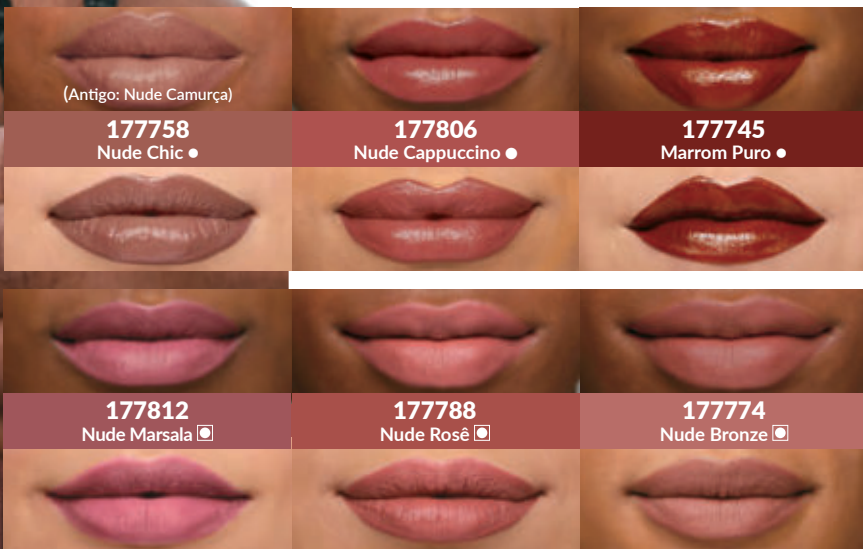 (Antigo: Nude Camurça)
177758
Nude Chic
177806
Nude Cappuccino
177745
Marrom Puro
177812
Nude Marsala
177788
Nude Rosê
177774
Nude Bronze